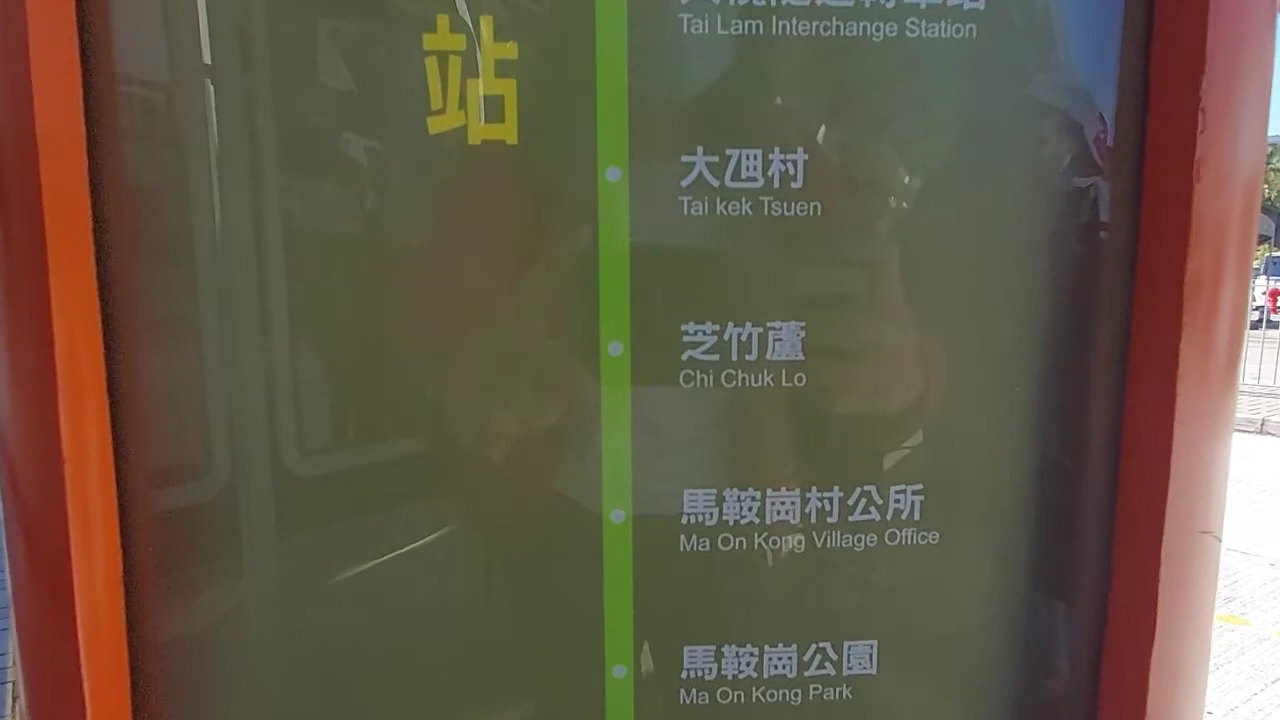 站
Tai Lam Interchange Station
大𪨶村
Tai kek Tsuen
芝竹蘆
Chi Chuk Lo
馬鞍崗村公所
Ma On Kong Village Office
馬鞍崗公園
Ma On Kong Park